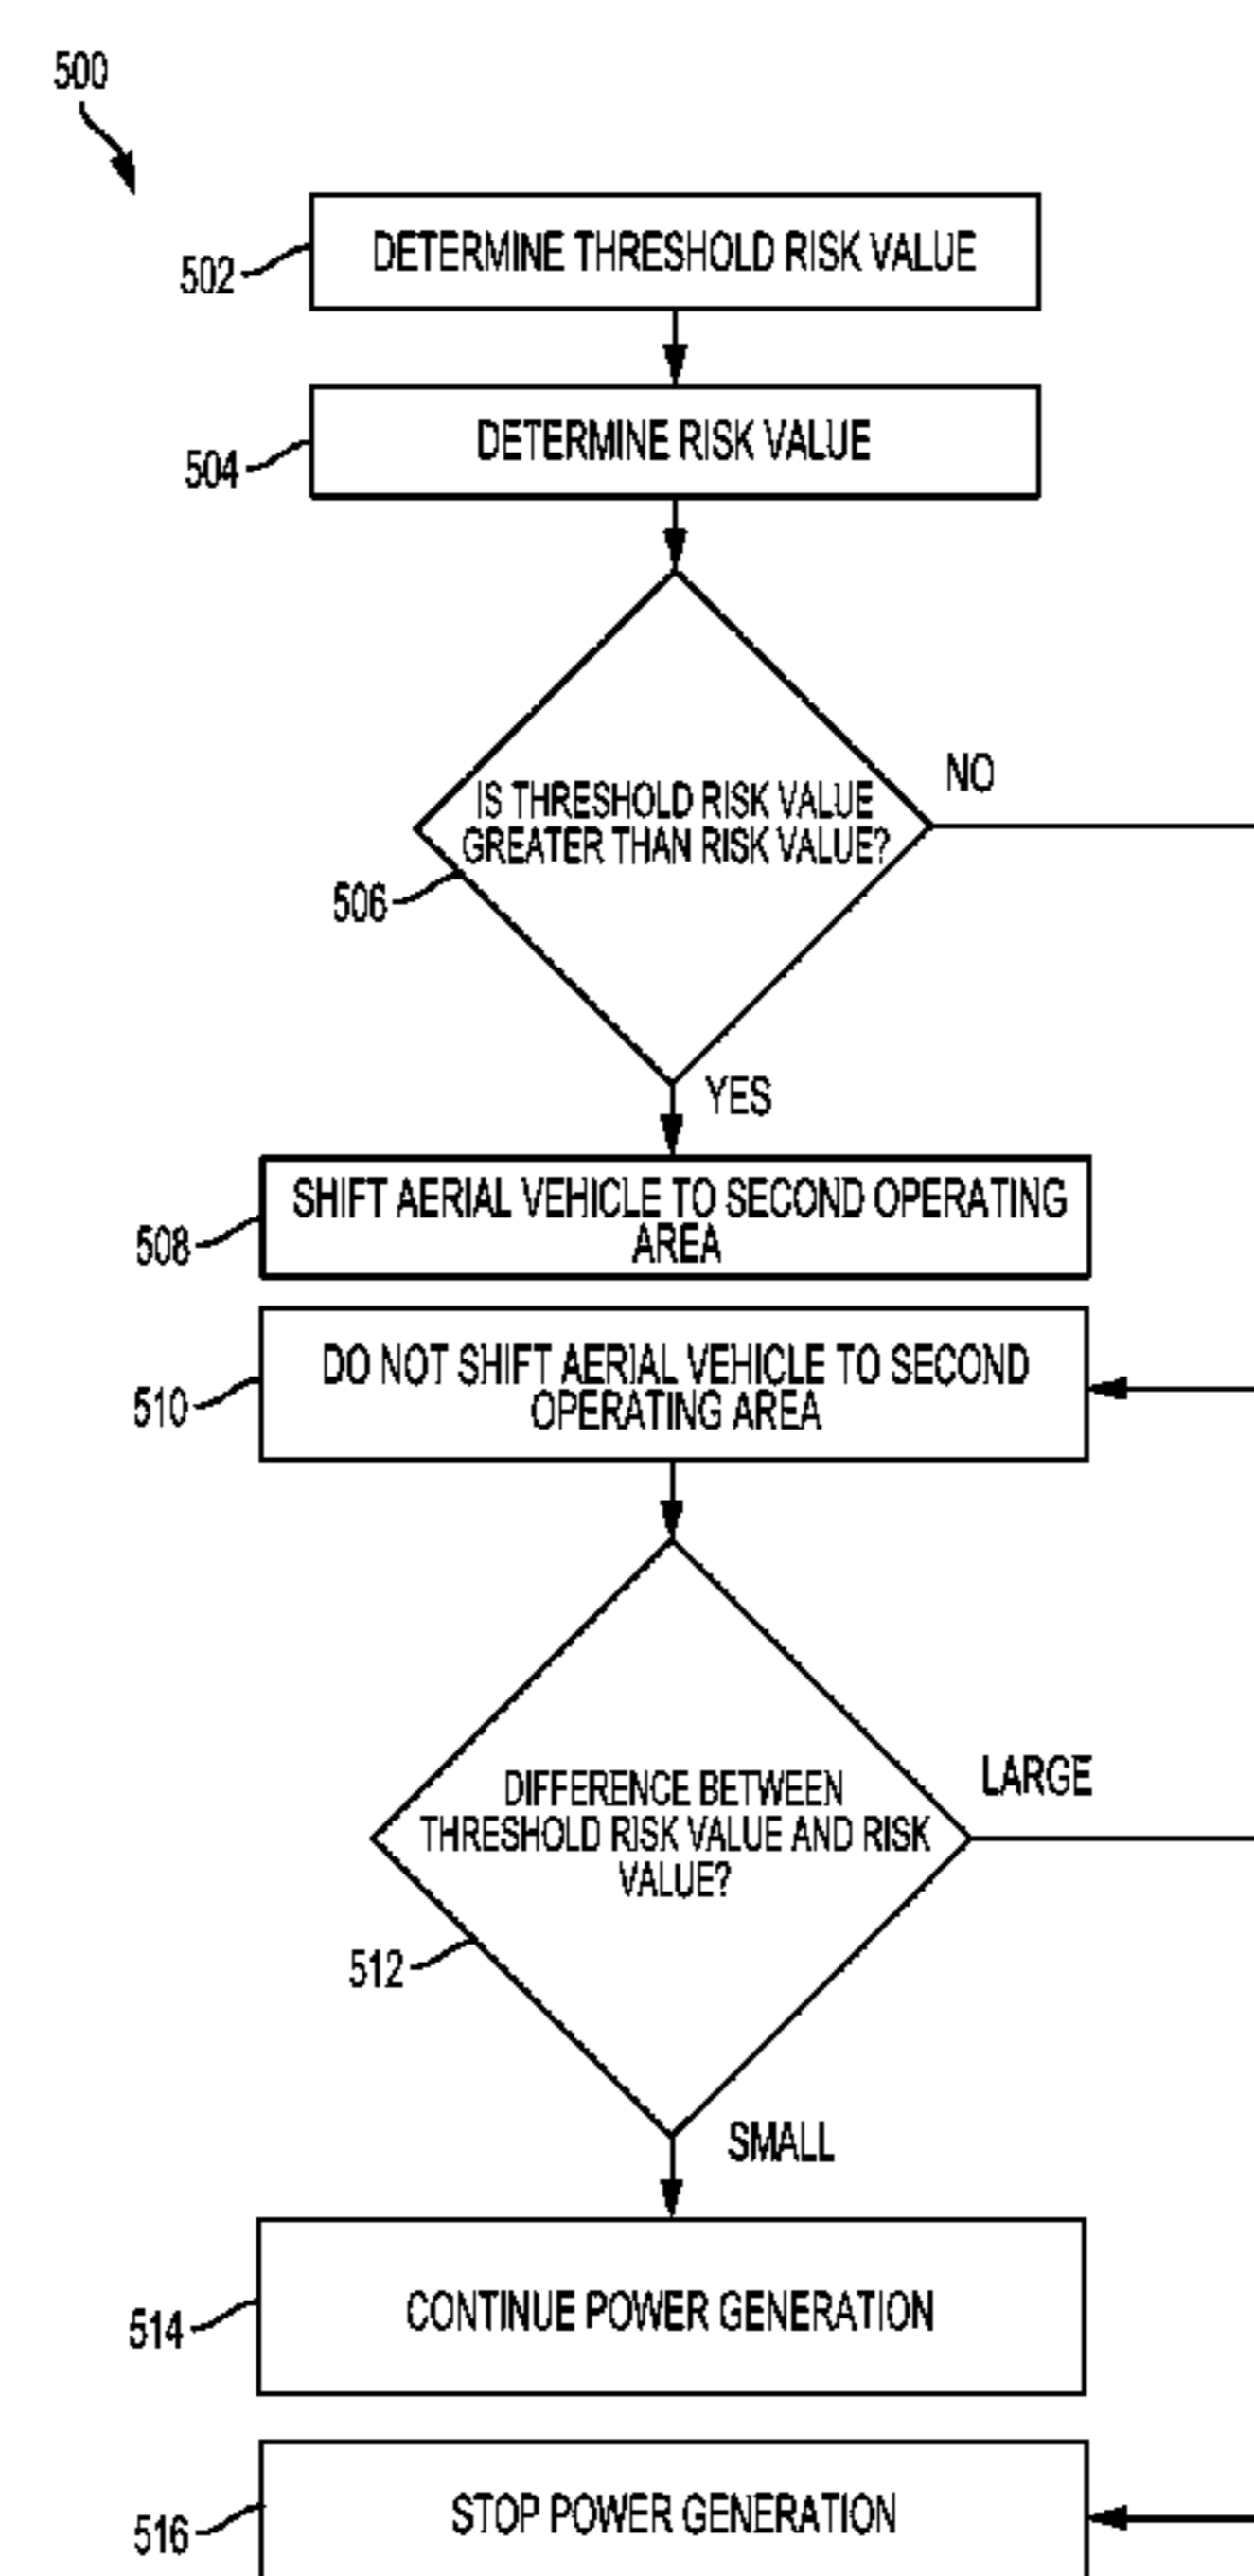 500
502
DETERMINE THRESHOLD RISK VALUE
504
DETERMINE RISK VALUE
IS THRESHOLD RISK VALUE
GREATER THAN RISK VALUE?
NO
506
YES
508
SHIFT AERIAL VEHICLE TO SECOND OPERATING
AREA
510
DO NOT SHIFT AERIAL VEHICLE TO SECOND
OPERATING AREA
DIFFERENCE BETWEEN
THRESHOLD RISK VALUE AND RISK
VALUE?
LARGE
512
SMALL
514
CONTINUE POWER GENERATION
516
STOP POWER GENERATION